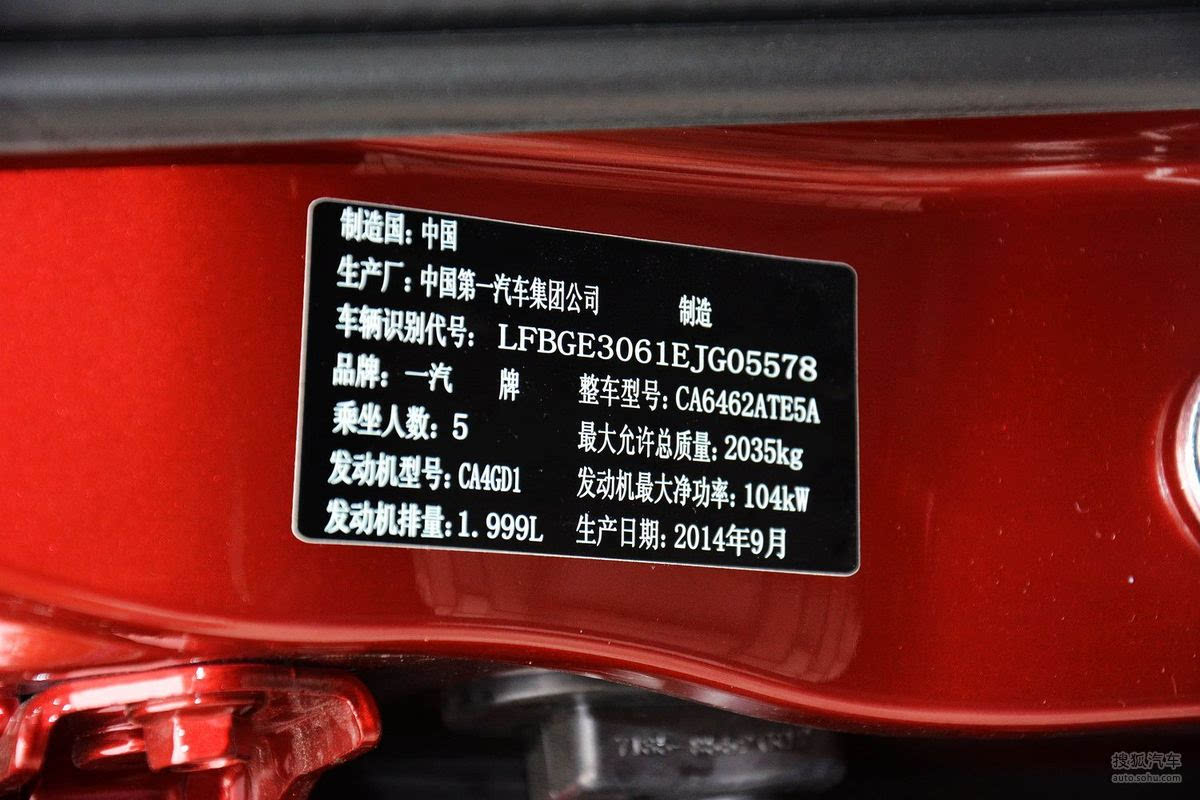 制造国：中国
生产厂：中国第一汽车集团公司 制造
车辆识别代号：LFBGE3061EJG05578
品牌：一汽 牌 整车型号：CA6462ATE5A
乘坐人数：5 最大允许总质量：2035kg
发动机型号：CA4GD1 发动机最大净功率：104kW
发动机排量：1.999L 生产日期：2014年9月
搜狐汽车
auto.sohu.com